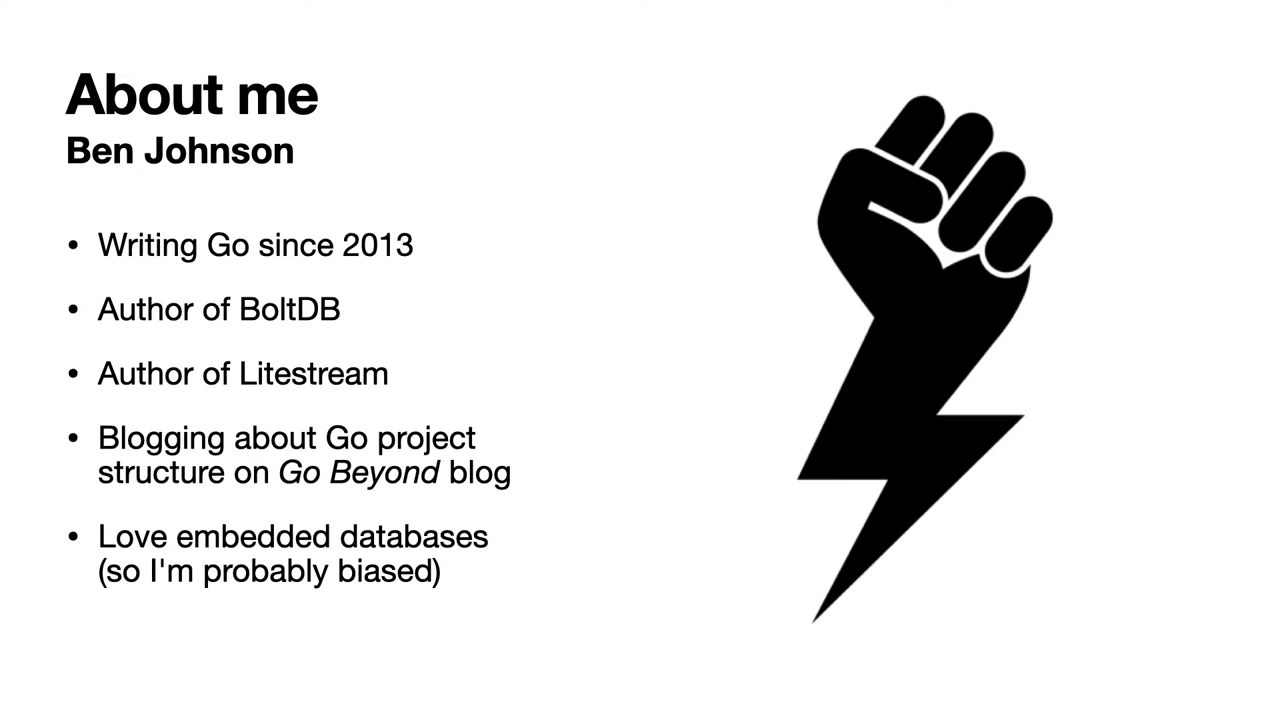 About me
Ben Johnson
• Writing Go since 2013
• Author of BoltDB
• Author of Litestream
• Blogging about Go project
structure on Go Beyond blog
• Love embedded databases
(so I'm probably biased)